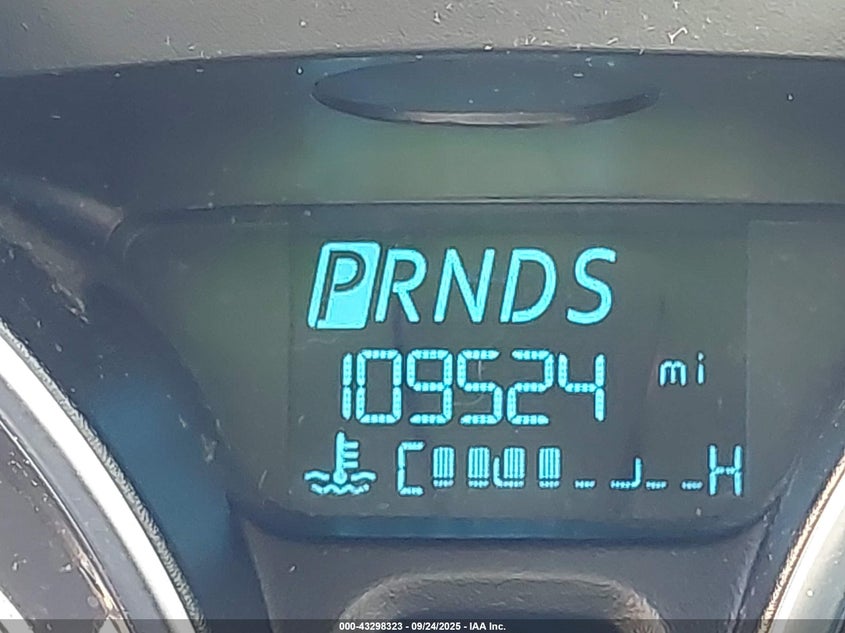 PRNDS
109524 mi
C H
000-43298323 - 09/24/2025 - IAA Inc.